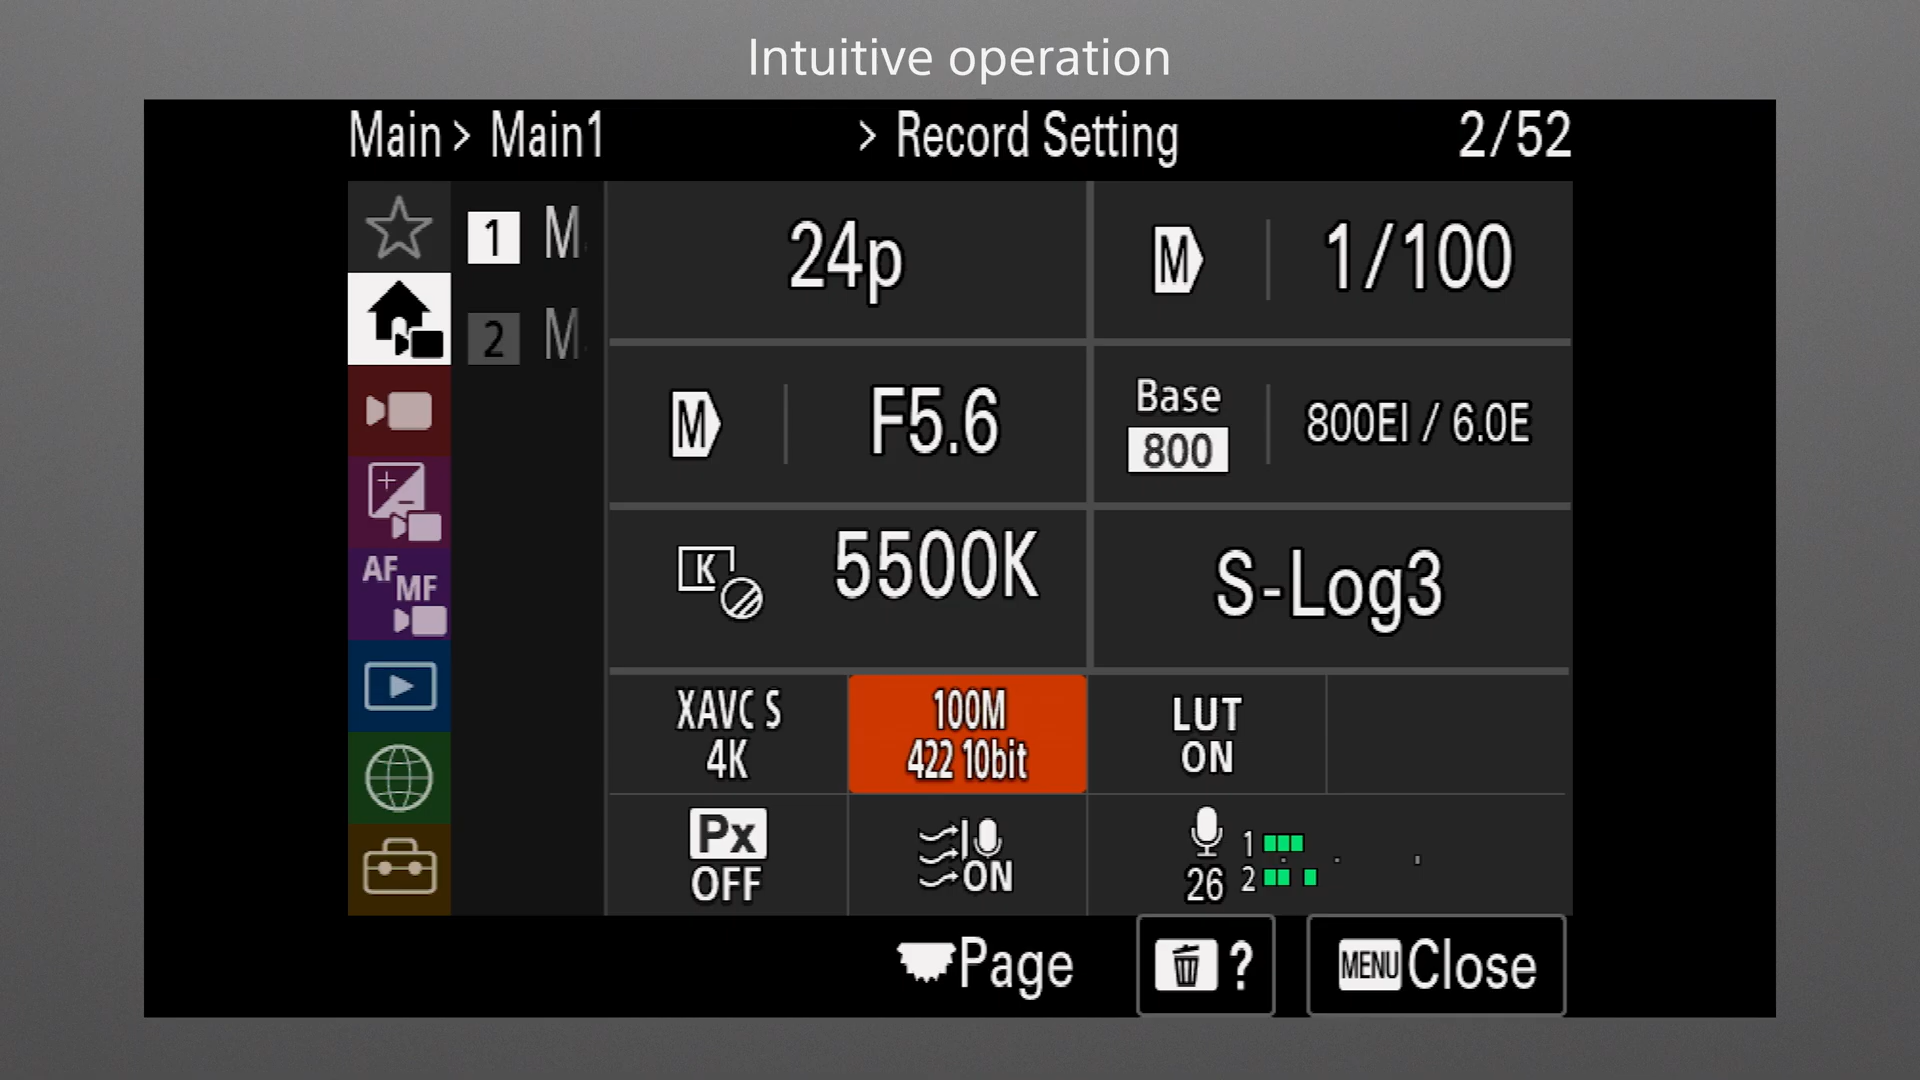 Intuitive operation
Main > Main1 > Record Setting 2/52
1 M
2 M
24p
M 1/100
M F5.6
Base 800 800EI / 6.0E
K 5500K
S-Log3
XAVC S 4K
100M 422 10bit
LUT ON
AF MF
Px OFF
ON
26 1 2
Page ? MENU Close